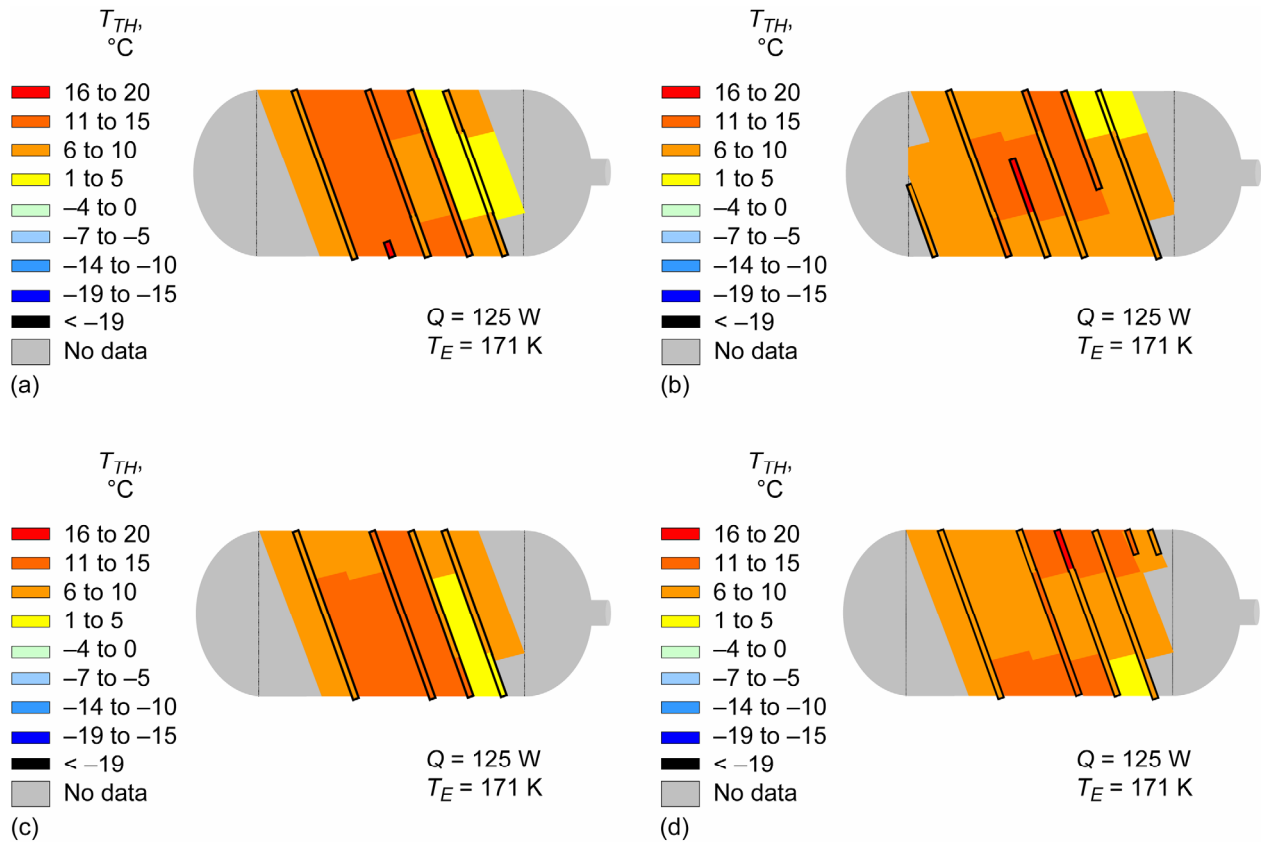 T_TH,
°C
16 to 20
11 to 15
6 to 10
1 to 5
–4 to 0
–7 to –5
–14 to –10
–19 to –15
< –19
No data
Q = 125 W
T_E = 171 K
(a)
T_TH,
°C
16 to 20
11 to 15
6 to 10
1 to 5
–4 to 0
–7 to –5
–14 to –10
–19 to –15
< –19
No data
Q = 125 W
T_E = 171 K
(b)
T_TH,
°C
16 to 20
11 to 15
6 to 10
1 to 5
–4 to 0
–7 to –5
–14 to –10
–19 to –15
< –19
No data
Q = 125 W
T_E = 171 K
(c)
T_TH,
°C
16 to 20
11 to 15
6 to 10
1 to 5
–4 to 0
–7 to –5
–14 to –10
–19 to –15
< –19
No data
Q = 125 W
T_E = 171 K
(d)